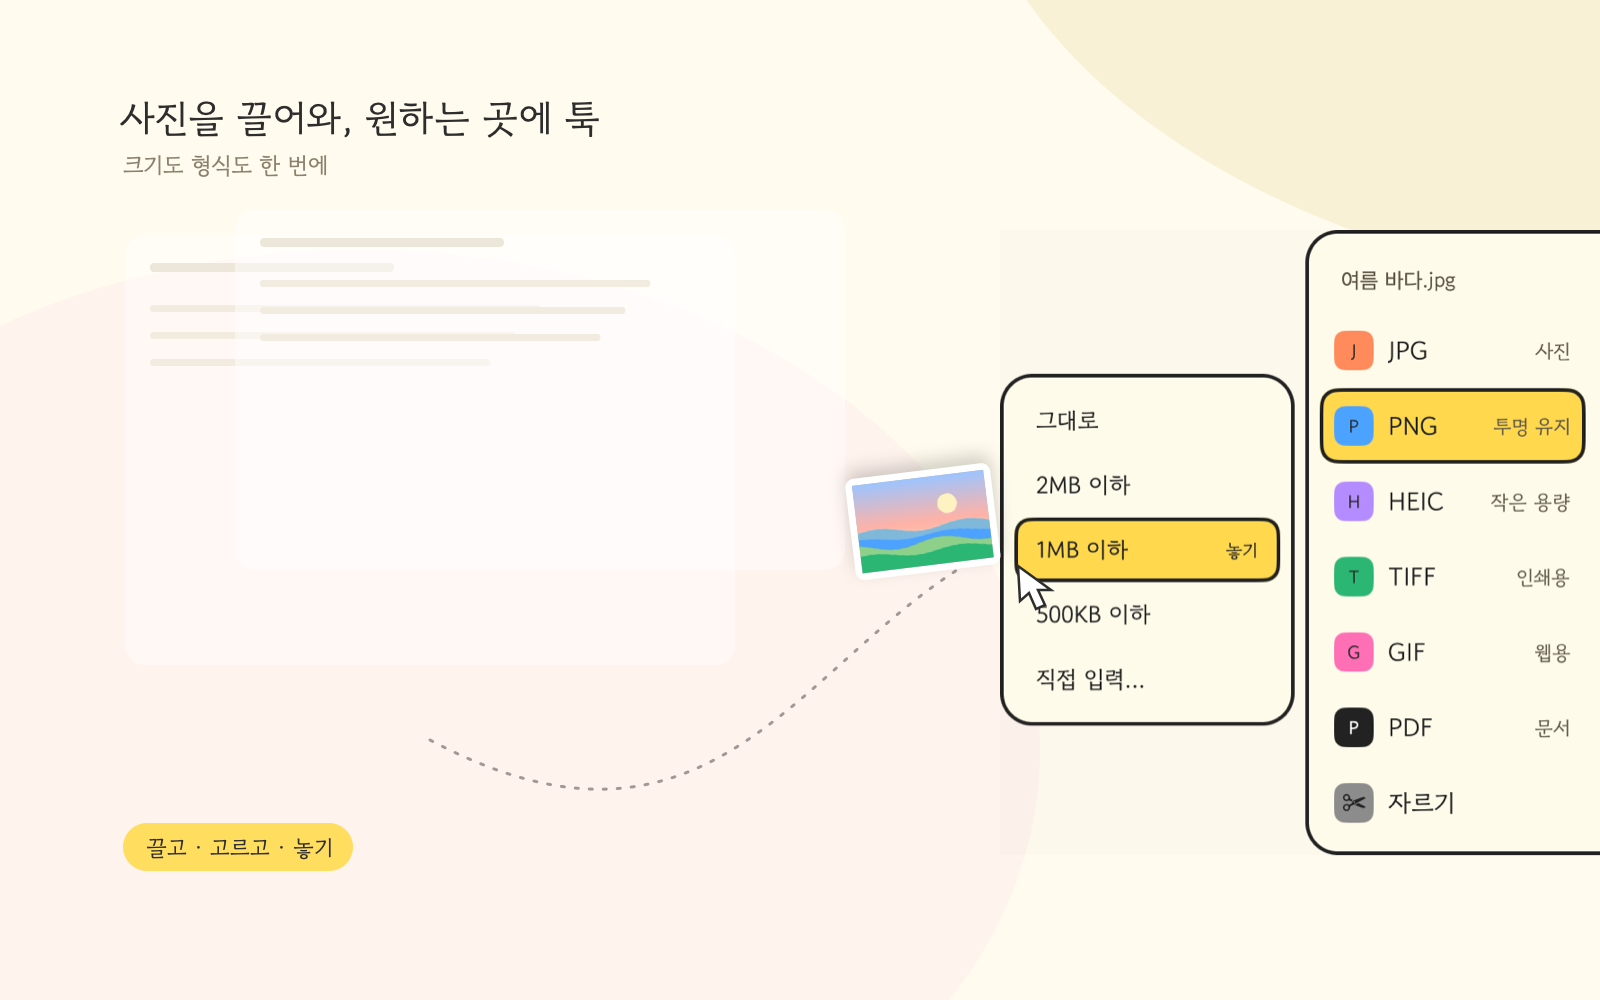 사진을 끌어와, 원하는 곳에 툭
크기도 형식도 한 번에
그대로
2MB 이하
1MB 이하 놓기
500KB 이하
직접 입력...
여름 바다.jpg
J JPG 사진
P PNG 투명 유지
H HEIC 작은 용량
T TIFF 인쇄용
G GIF 웹용
P PDF 문서
자르기
끌고 · 고르고 · 놓기